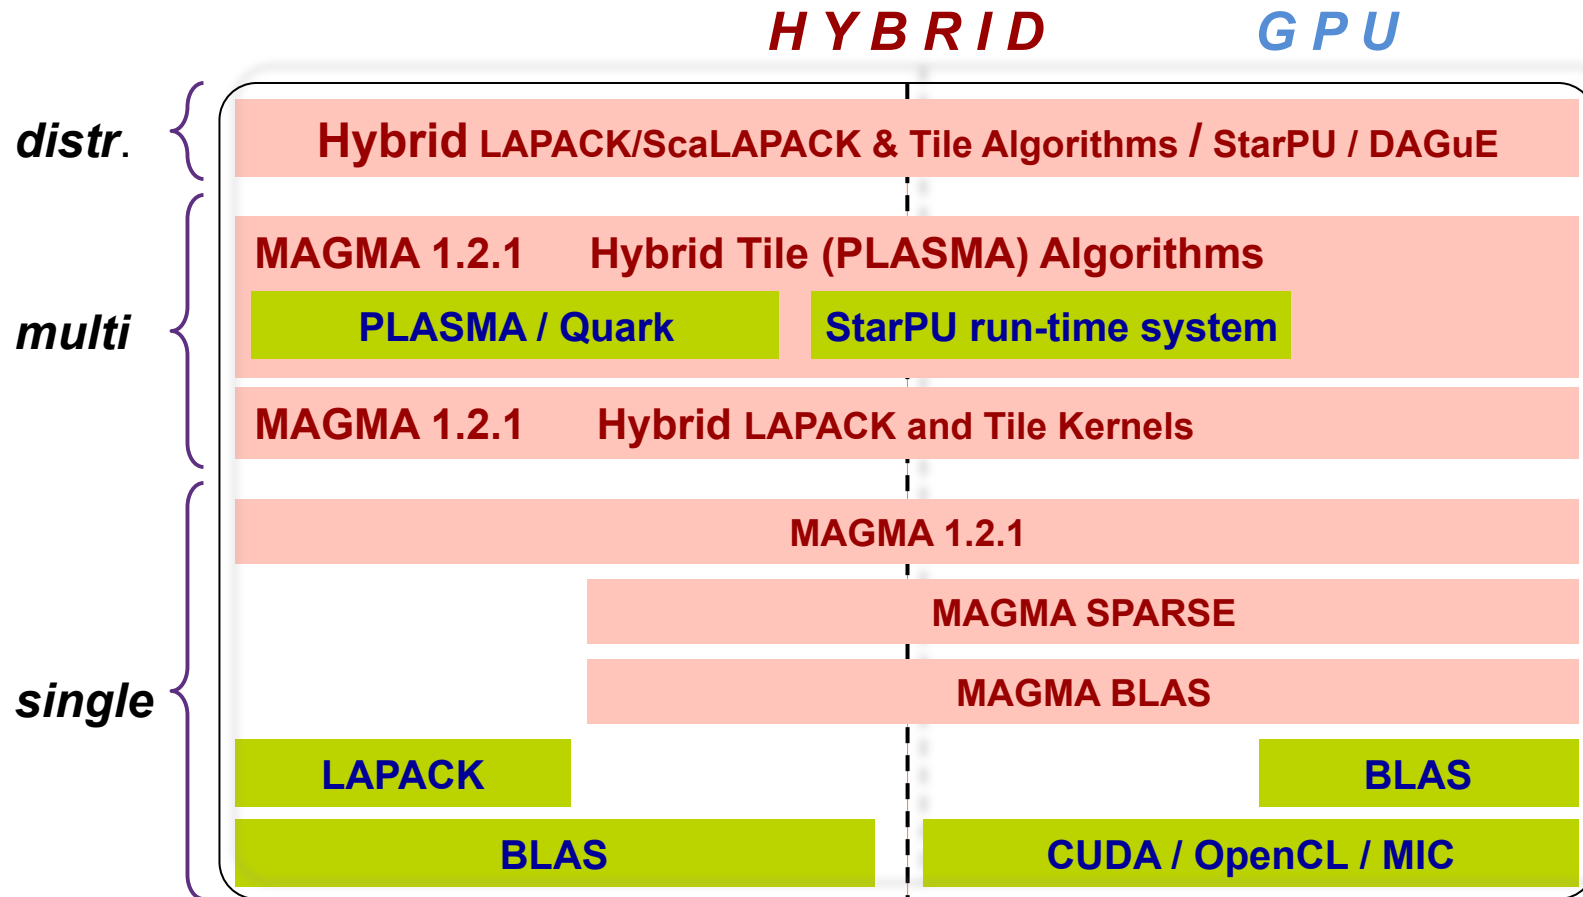 HYBRID GPU
distr.
Hybrid LAPACK/ScaLAPACK & Tile Algorithms / StarPU / DAGuE
multi
MAGMA 1.2.1 Hybrid Tile (PLASMA) Algorithms
PLASMA / Quark
StarPU run-time system
MAGMA 1.2.1 Hybrid LAPACK and Tile Kernels
single
MAGMA 1.2.1
MAGMA SPARSE
MAGMA BLAS
LAPACK
BLAS
BLAS
CUDA / OpenCL / MIC